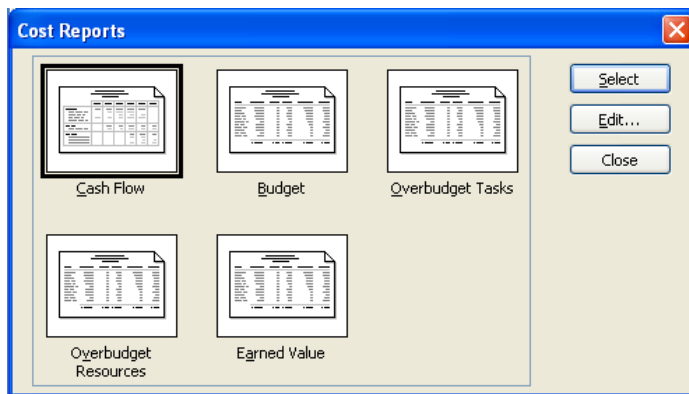 Cost Reports
Select
Edit...
Close
Cash Flow
Budget
Overbudget Tasks
Overbudget
Resources
Earned Value